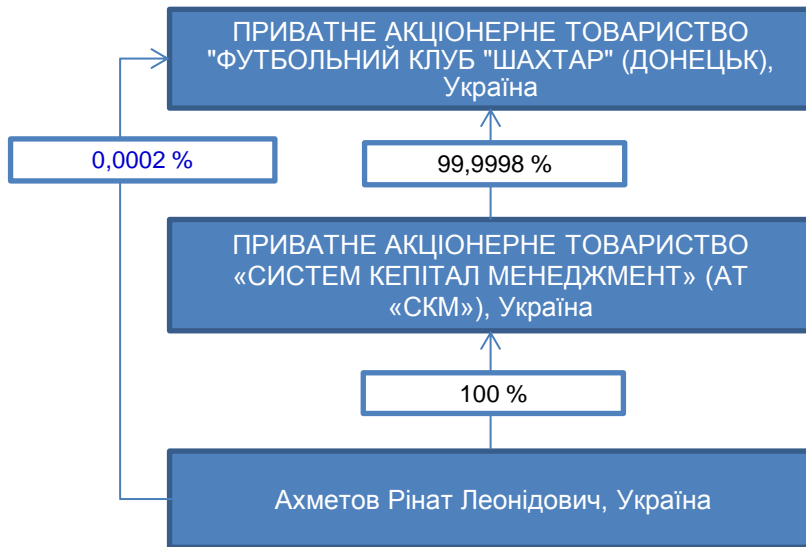 ПРИВАТНЕ АКЦІОНЕРНЕ ТОВАРИСТВО
"ФУТБОЛЬНИЙ КЛУБ "ШАХТАР" (ДОНЕЦЬК),
Україна
0,0002 %
99,9998 %
ПРИВАТНЕ АКЦІОНЕРНЕ ТОВАРИСТВО
«СИСТЕМ КЕПІТАЛ МЕНЕДЖМЕНТ» (АТ
«СКМ»), Україна
100 %
Ахметов Рінат Леонідович, Україна